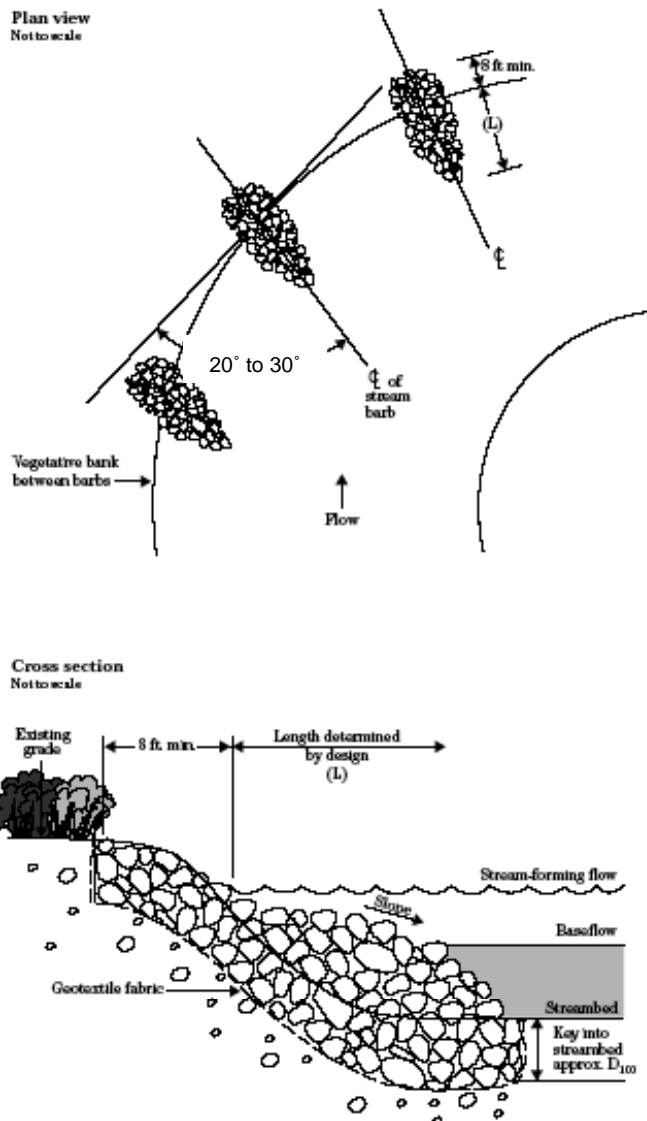 Plan view
Not to scale
8 ft min.
(L)
℄
20˚ to 30˚
℄ of
stream
barb
Vegetative bank
between barbs
Flow
Cross section
Not to scale
Existing
grade
8 ft. min.
Length determined
by design
(L)
Stream-forming flow
Slope
Baseflow
Geotextile fabric
Streambed
Key into
streambed
approx. D₁₀₀